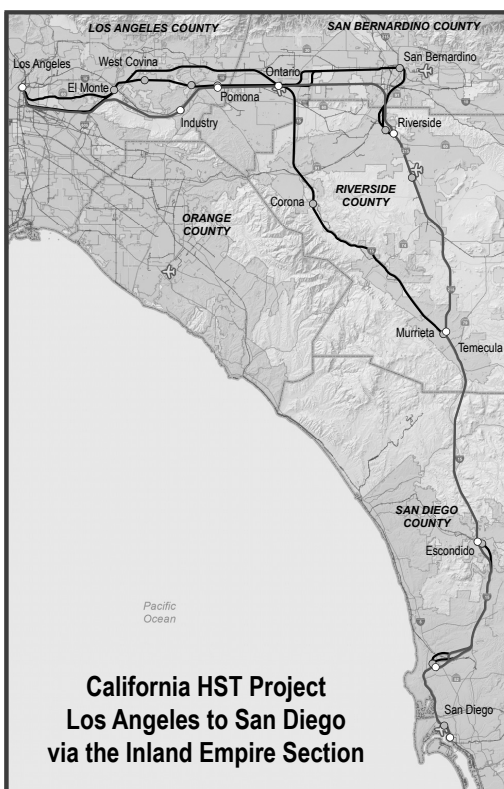 LOS ANGELES COUNTY
SAN BERNARDINO COUNTY
Los Angeles
West Covina
El Monte
Ontario
San Bernardino
Pomona
Industry
Riverside
Corona
RIVERSIDE
COUNTY
ORANGE
COUNTY
Murrieta
Temecula
SAN DIEGO
COUNTY
Escondido
Pacific
Ocean
San Diego
California HST Project
Los Angeles to San Diego
via the Inland Empire Section